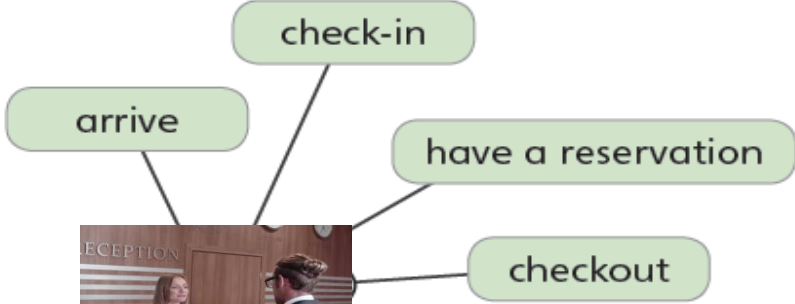 check-in
arrive
have a reservation
ECEPTION
checkout